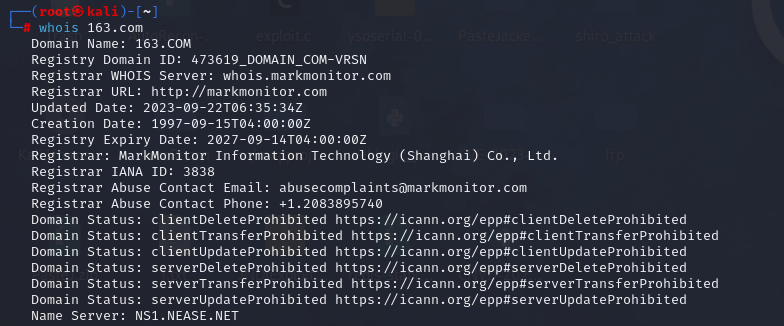 (root㉿kali)-[~]
# whois 163.com
Domain Name: 163.COM
Registry Domain ID: 473619_DOMAIN_COM-VRSN
Registrar WHOIS Server: whois.markmonitor.com
Registrar URL: http://markmonitor.com
Updated Date: 2023-09-22T06:35:34Z
Creation Date: 1997-09-15T04:00:00Z
Registry Expiry Date: 2027-09-14T04:00:00Z
Registrar: MarkMonitor Information Technology (Shanghai) Co., Ltd.
Registrar IANA ID: 3838
Registrar Abuse Contact Email: abusecomplaints@markmonitor.com
Registrar Abuse Contact Phone: +1.2083895740
Domain Status: clientDeleteProhibited https://icann.org/epp#clientDeleteProhibited
Domain Status: clientTransferProhibited https://icann.org/epp#clientTransferProhibited
Domain Status: clientUpdateProhibited https://icann.org/epp#clientUpdateProhibited
Domain Status: serverDeleteProhibited https://icann.org/epp#serverDeleteProhibited
Domain Status: serverTransferProhibited https://icann.org/epp#serverTransferProhibited
Domain Status: serverUpdateProhibited https://icann.org/epp#serverUpdateProhibited
Name Server: NS1.NEASE.NET
exploit.c
ysoserial-0...
PasteJacke...
shiro_attack
frp